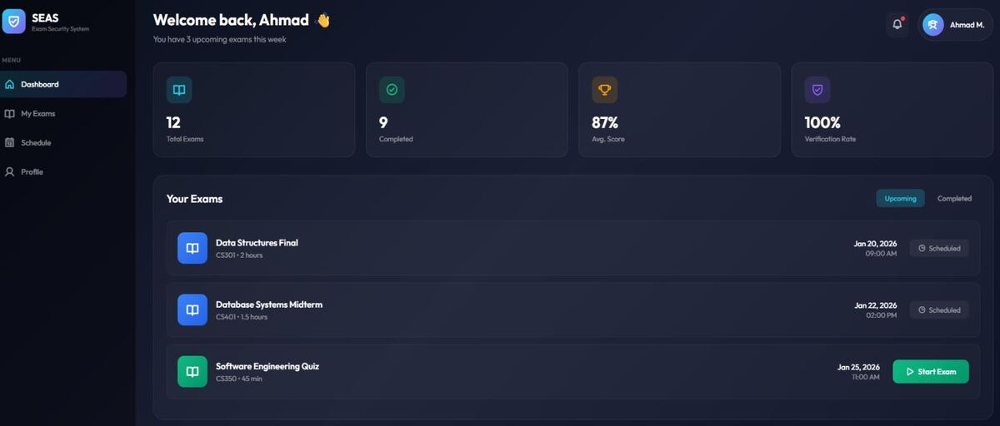 SEAS
Exam Security System
MENU
Dashboard
My Exams
Schedule
Profile
Welcome back, Ahmad 👋
You have 3 upcoming exams this week
Ahmad M.
12
Total Exams
9
Completed
87%
Avg. Score
100%
Verification Rate
Your Exams
Upcoming
Completed
Data Structures Final
CS301 • 2 hours
Jan 20, 2026
09:00 AM
Scheduled
Database Systems Midterm
CS401 • 1.5 hours
Jan 22, 2026
02:00 PM
Scheduled
Software Engineering Quiz
CS350 • 45 min
Jan 25, 2026
11:00 AM
Start Exam